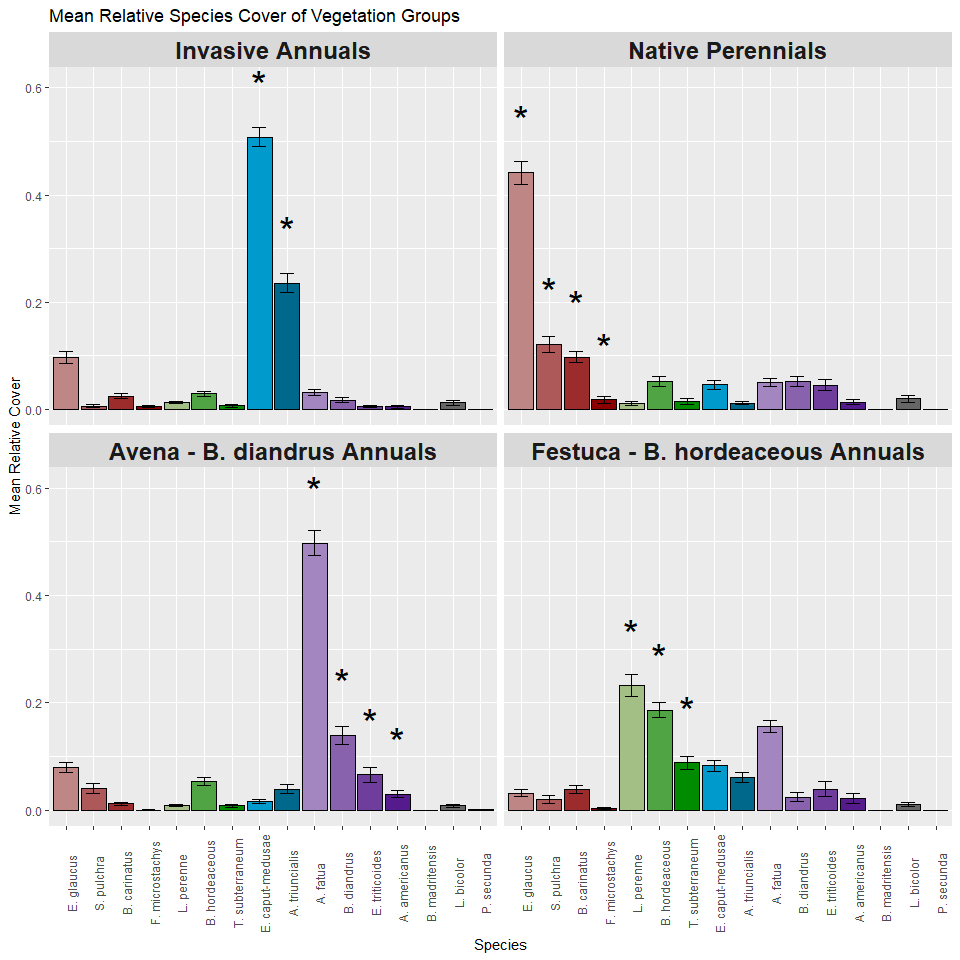 Mean Relative Species Cover of Vegetation Groups
Invasive Annuals
Native Perennials
0.6
0.4
0.2
0.0
* * * * * *
Avena - B. diandrus Annuals
Festuca - B. hordeaceous Annuals
0.6
0.4
0.2
0.0
* * * * * * *
Mean Relative Cover
E. glaucus
S. pulchra
B. carinatus
F. microstachys
L. perenne
B. hordeaceous
T. subterraneum
E. caput-medusae
A. triuncialis
A. fatua
B. diandrus
E. triticoides
A. americanus
B. madritensis
L. bicolor
P. secunda
E. glaucus
S. pulchra
B. carinatus
F. microstachys
L. perenne
B. hordeaceous
T. subterraneum
E. caput-medusae
A. triuncialis
A. fatua
B. diandrus
E. triticoides
A. americanus
B. madritensis
L. bicolor
P. secunda
Species